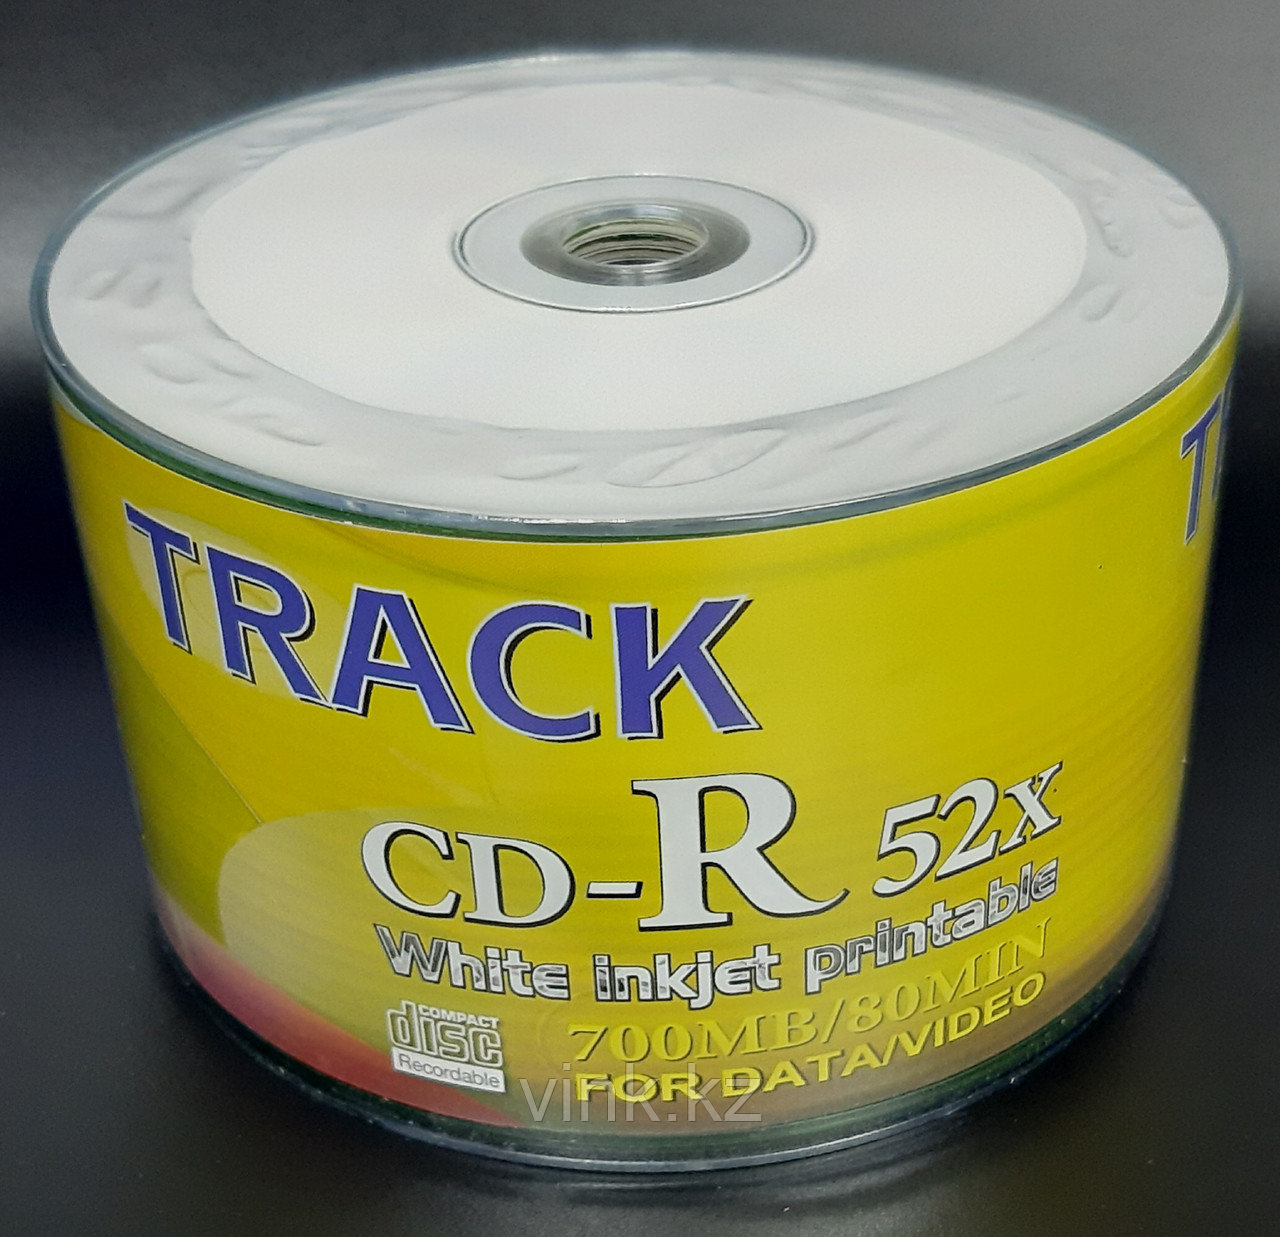 TRACK
CD-R 52x
White inkjet printable
700MB/80MIN
FOR DATA/VIDEO
COMPACT
disc
Recordable
vink.kz